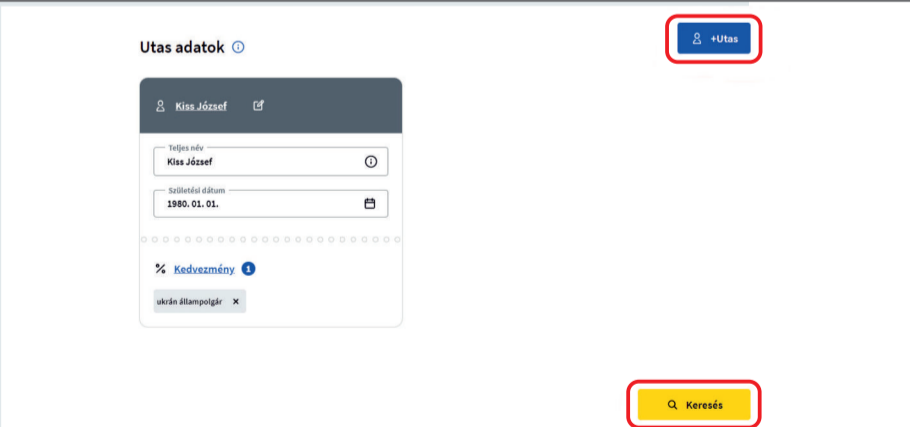 Utas adatok
+Utas
Kiss József
Teljes név
Kiss József
Születési dátum
1980. 01. 01.
Kedvezmény 1
ukrán állampolgár
Keresés